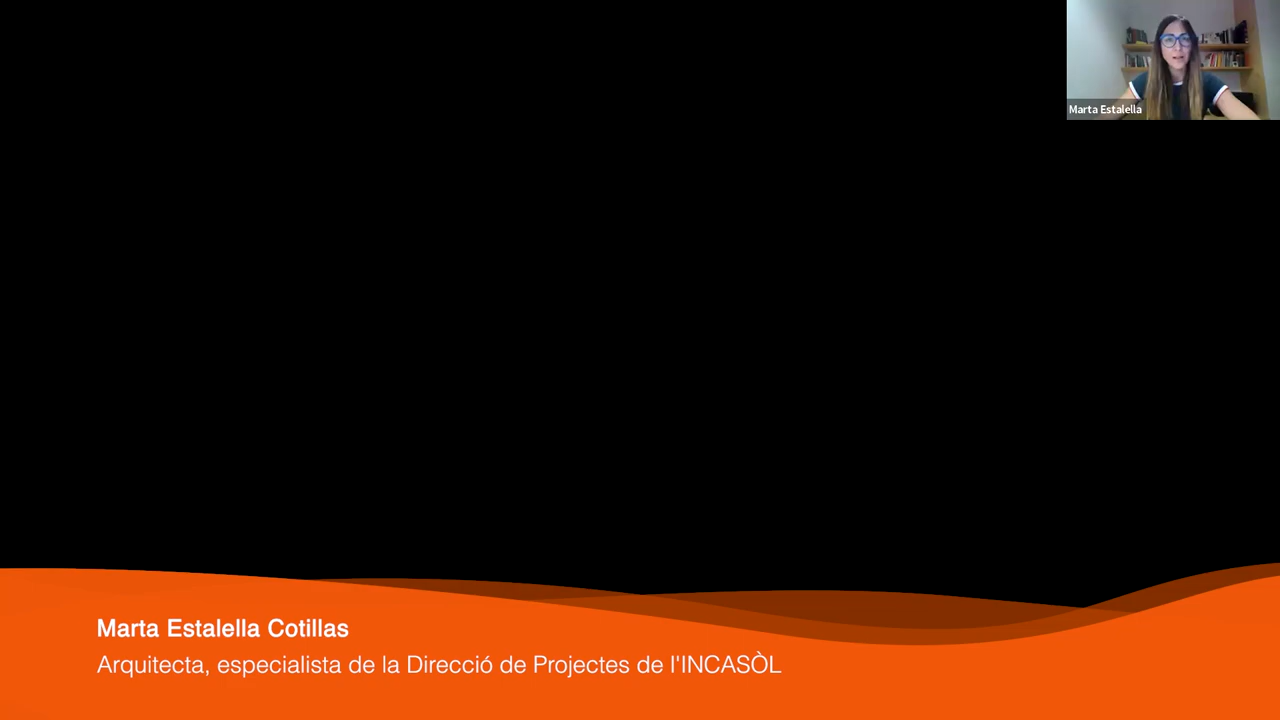 Marta Estalella
Marta Estalella Cotillas
Arquitecta, especialista de la Direcció de Projectes de l'INCASÒL